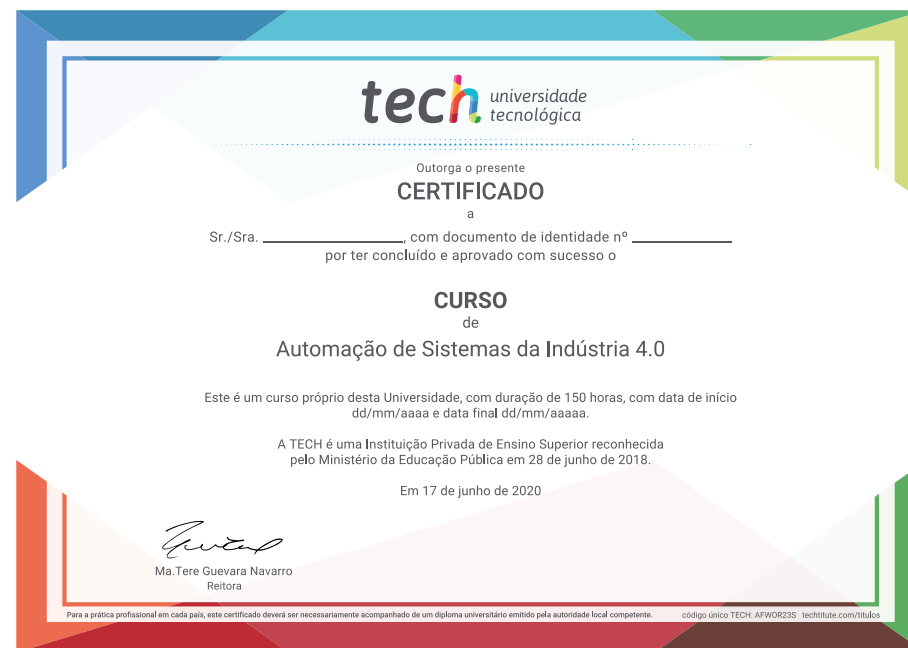 tech universidade
tecnológica
Outorga o presente
CERTIFICADO
a
Sr./Sra. ____________, com documento de identidade nº ____________
por ter concluído e aprovado com sucesso o
CURSO
de
Automação de Sistemas da Indústria 4.0
Este é um curso próprio desta Universidade, com duração de 150 horas, com data de início
dd/mm/aaaa e data final dd/mm/aaaaa.
A TECH é uma Instituição Privada de Ensino Superior reconhecida
pelo Ministério da Educação Pública em 28 de junho de 2018.
Em 17 de junho de 2020
Ma.Tere Guevara Navarro
Reitora
Para a prática profissional em cada país, este certificado deverá ser necessariamente acompanhado de um diploma universitário emitido pela autoridade local competente. código único TECH: AFWOR23S techtitute.com/titulos